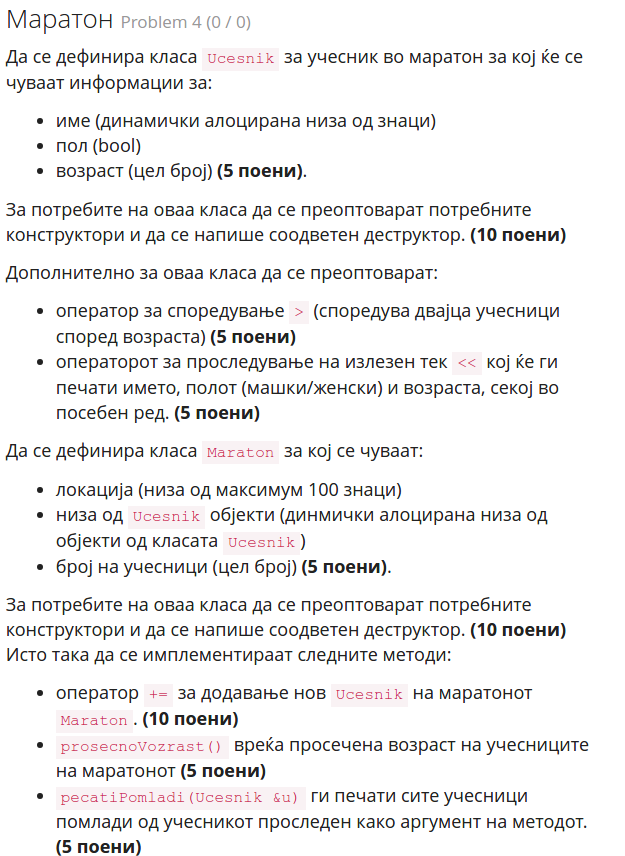 Маратон Problem 4 (0 / 0)
Да се дефинира класа Ucesnik за учесник во маратон за кој ќе се
чуваат информации за:
• име (динамички алоцирана низа од знаци)
• пол (bool)
• возраст (цел број) (5 поени).
За потребите на оваа класа да се преоптоварат потребните
конструктори и да се напише соодветен деструктор. (10 поени)
Дополнително за оваа класа да се преоптоварат:
• оператор за споредување > (споредува двајца учесници
според возраста) (5 поени)
• операторот за проследување на излезен тек << кој ќе ги
печати името, полот (машки/женски) и возраста, секој во
посебен ред. (5 поени)
Да се дефинира класа Maraton за кој се чуваат:
• локација (низа од максимум 100 знаци)
• низа од Ucesnik објекти (динмички алоцирана низа од
објекти од класата Ucesnik)
• број на учесници (цел број) (5 поени).
За потребите на оваа класа да се преоптоварат потребните
конструктори и да се напише соодветен деструктор. (10 поени)
Исто така да се имплементираат следните методи:
• оператор += за додавање нов Ucesnik на маратонот
Maraton. (10 поени)
• prosecnoVozrast() вреќа просечена возраст на учесниците
на маратонот (5 поени)
• pecatiPomladi(Ucesnik &u) ги печати сите учесници
помлади од учесникот проследен како аргумент на методот.
(5 поени)